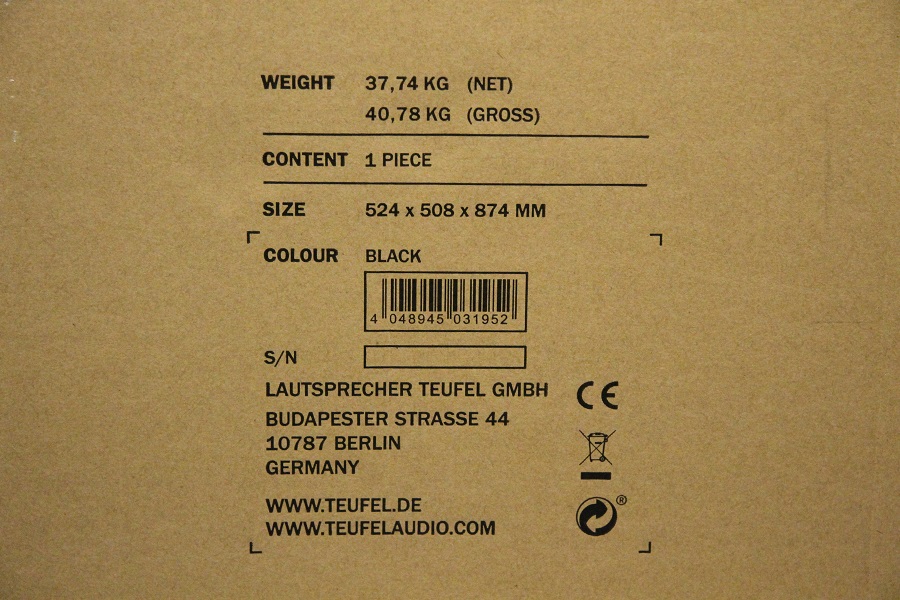 WEIGHT 37,74 KG (NET)
40,78 KG (GROSS)
CONTENT 1 PIECE
SIZE 524 x 508 x 874 MM
COLOUR BLACK
4 048945 031952
S/N
LAUTSPRECHER TEUFEL GMBH
CE
BUDAPESTER STRASSE 44
10787 BERLIN
GERMANY
WWW.TEUFEL.DE
®
WWW.TEUFELAUDIO.COM